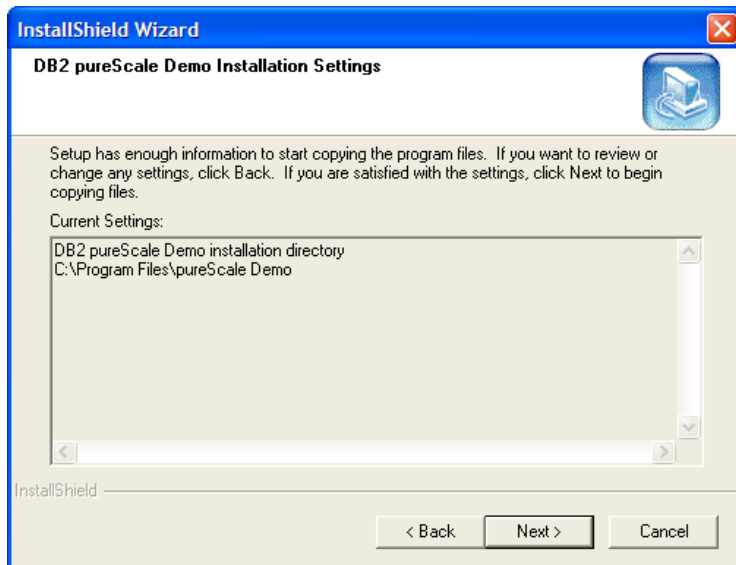 InstallShield Wizard
DB2 pureScale Demo Installation Settings
Setup has enough information to start copying the program files.  If you want to review or
change any settings, click Back.  If you are satisfied with the settings, click Next to begin
copying files.
Current Settings:
DB2 pureScale Demo installation directory
C:\Program Files\pureScale Demo
InstallShield
< Back
Next >
Cancel